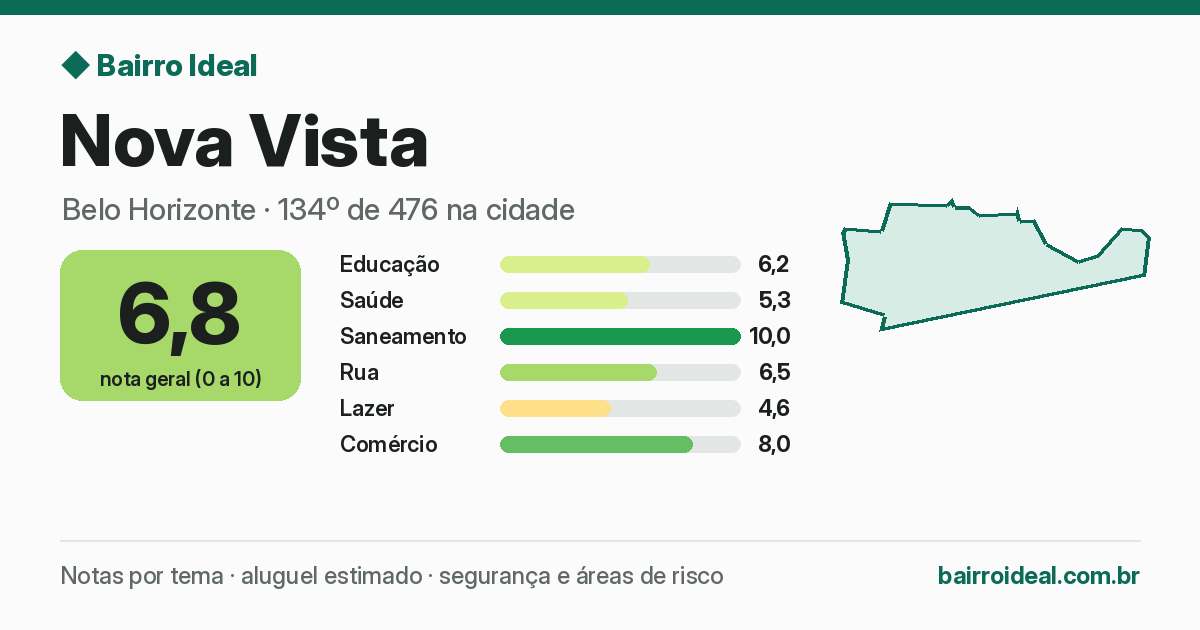 Bairro Ideal
Nova Vista
Belo Horizonte · 134º de 476 na cidade
6,8
nota geral (0 a 10)
Educação 6,2
Saúde 5,3
Saneamento 10,0
Rua 6,5
Lazer 4,6
Comércio 8,0
Notas por tema · aluguel estimado · segurança e áreas de risco
bairroideal.com.br